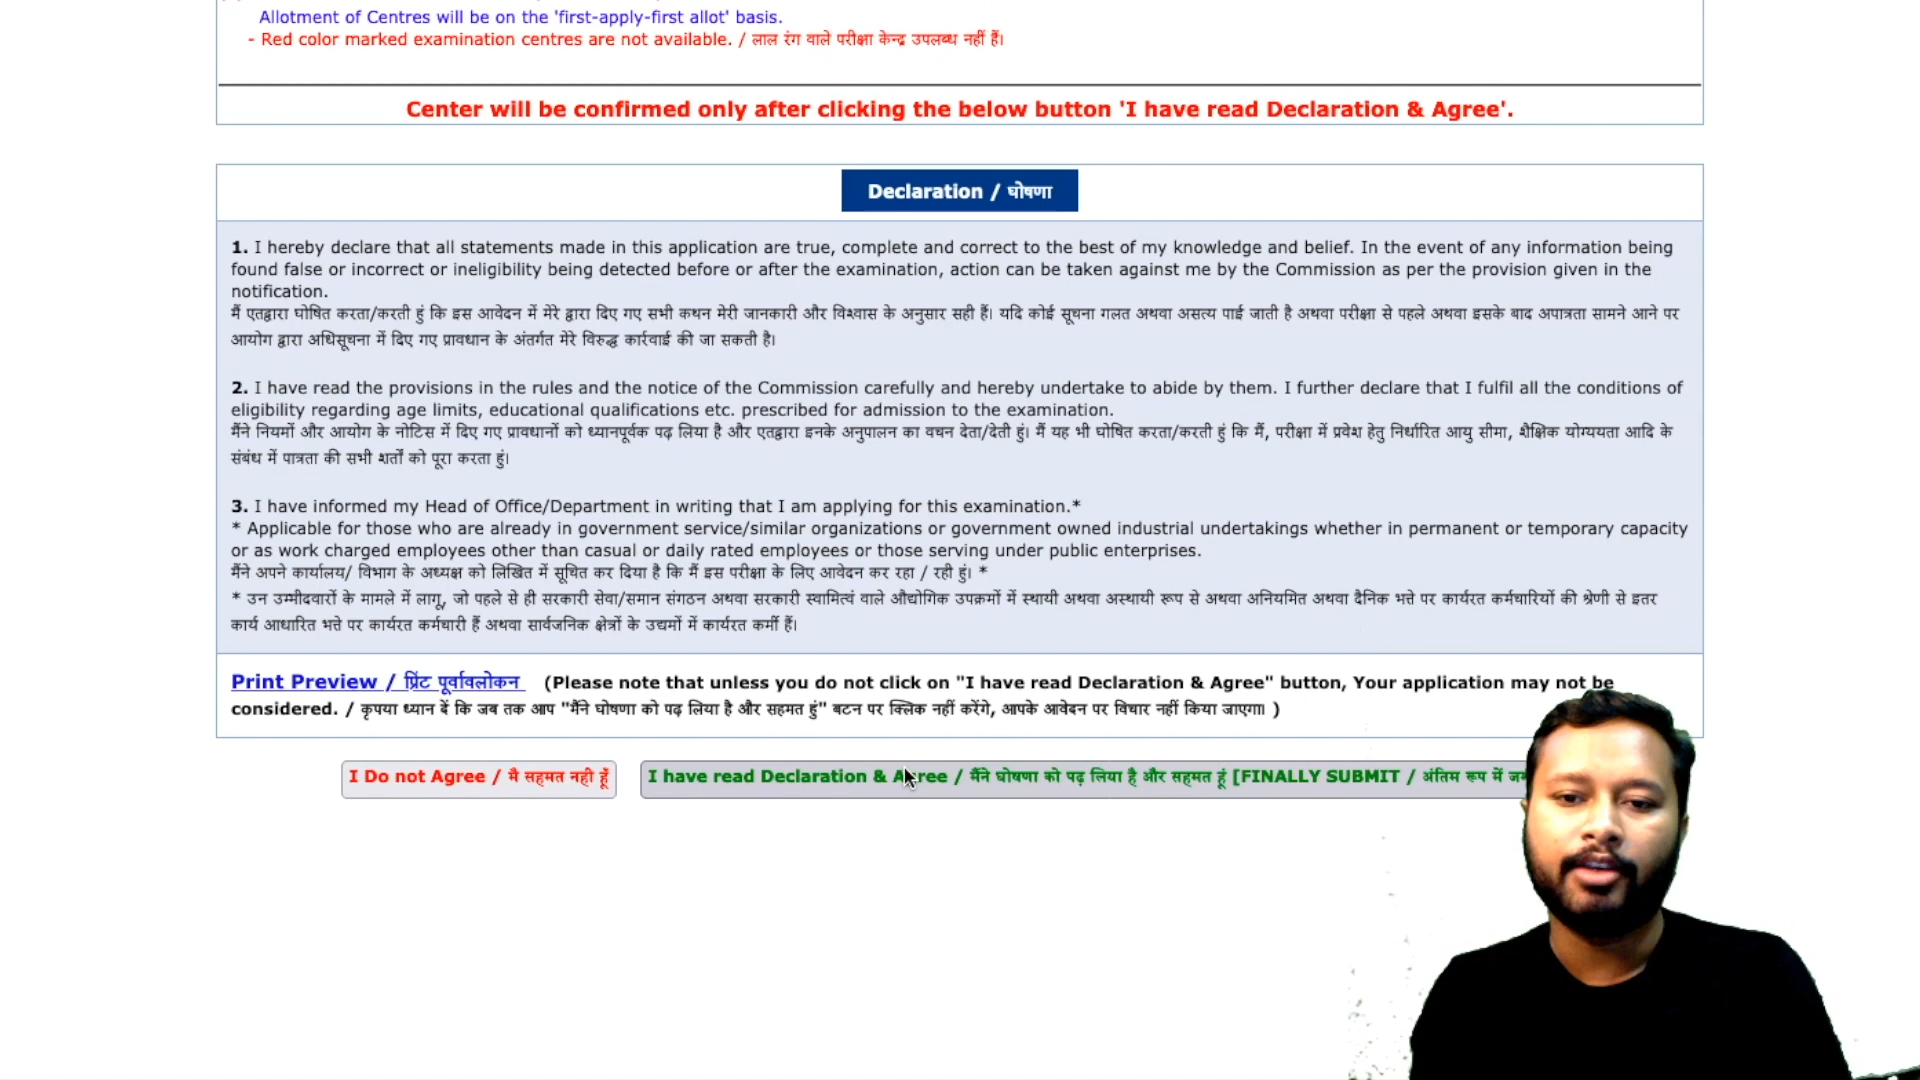 Allotment of Centres will be on the 'first-apply-first allot' basis.
- Red color marked examination centres are not available. / लाल रंग वाले परीक्षा केन्द्र उपलब्ध नहीं हैं।
Center will be confirmed only after clicking the below button 'I have read Declaration & Agree'.
Declaration / घोषणा
1. I hereby declare that all statements made in this application are true, complete and correct to the best of my knowledge and belief. In the event of any information being
found false or incorrect or ineligibility being detected before or after the examination, action can be taken against me by the Commission as per the provision given in the
notification.
मैं एतद्वारा घोषित करता/करती हुं कि इस आवेदन में मेरे द्वारा दिए गए सभी कथन मेरी जानकारी और विश्वास के अनुसार सही हैं। यदि कोई सूचना गलत अथवा असत्य पाई जाती है अथवा परीक्षा से पहले अथवा इसके बाद अपात्रता सामने आने पर
आयोग द्वारा अधिसूचना में दिए गए प्रावधान के अंतर्गत मेरे विरुद्ध कार्रवाई की जा सकती है।
2. I have read the provisions in the rules and the notice of the Commission carefully and hereby undertake to abide by them. I further declare that I fulfil all the conditions of
eligibility regarding age limits, educational qualifications etc. prescribed for admission to the examination.
मैंने नियमों और आयोग के नोटिस में दिए गए प्रावधानों को ध्यानपूर्वक पढ़ लिया है और एतद्वारा इनके अनुपालन का वचन देता/देती हुं। मैं यह भी घोषित करता/करती हुं कि मैं, परीक्षा में प्रवेश हेतु निर्धारित आयु सीमा, शैक्षिक योग्ययता आदि के
संबंध में पात्रता की सभी शर्तों को पूरा करता हुं।
3. I have informed my Head of Office/Department in writing that I am applying for this examination.*
* Applicable for those who are already in government service/similar organizations or government owned industrial undertakings whether in permanent or temporary capacity
or as work charged employees other than casual or daily rated employees or those serving under public enterprises.
मैंने अपने कार्यालय/ विभाग के अध्यक्ष को लिखित में सूचित कर दिया है कि मैं इस परीक्षा के लिए आवेदन कर रहा / रही हुं। *
* उन उम्मीदवारों के मामले में लागू, जो पहले से ही सरकारी सेवा/समान संगठन अथवा सरकारी स्वामित्वं वाले औद्योगिक उपक्रमों में स्थायी अथवा अस्थायी रूप से अथवा अनियमित अथवा दैनिक भत्ते पर कार्यरत कर्मचारियों की श्रेणी से इतर
कार्य आधारित भत्ते पर कार्यरत कर्मचारी हैं अथवा सार्वजनिक क्षेत्रों के उद्यमों में कार्यरत कर्मी हैं।
Print Preview / प्रिंट पूर्वावलोकन (Please note that unless you do not click on "I have read Declaration & Agree" button, Your application may not be
considered. / कृपया ध्यान दें कि जब तक आप "मैंने घोषणा को पढ़ लिया है और सहमत हुं" बटन पर क्लिक नहीं करेंगे, आपके आवेदन पर विचार नहीं किया जाएगा। )
I Do not Agree / मै सहमत नही हूँ
I have read Declaration & Agree / मैंने घोषणा को पढ़ लिया है और सहमत हूं [FINALLY SUBMIT / अंतिम रूप में